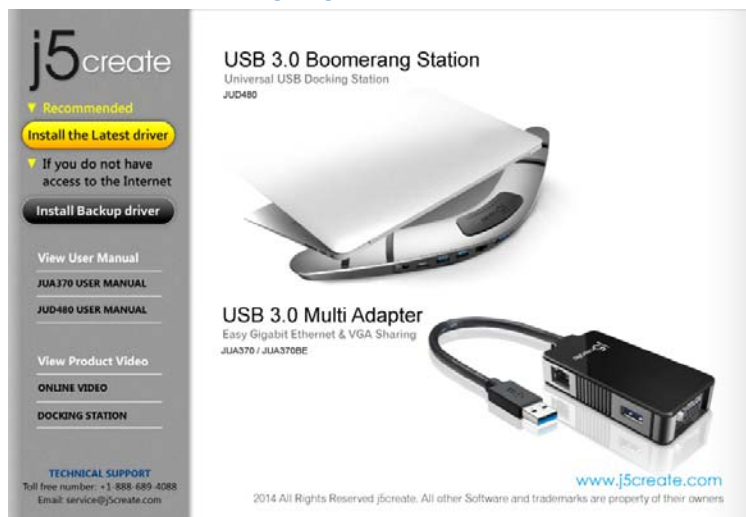 j5create
▼ Recommended
Install the Latest driver
▼ If you do not have
access to the Internet
Install Backup driver
View User Manual
JUA370 USER MANUAL
JUD480 USER MANUAL
View Product Video
ONLINE VIDEO
DOCKING STATION
TECHNICAL SUPPORT
Toll free number: +1-888-689-4088
Email: service@j5create.com
USB 3.0 Boomerang Station
Universal USB Docking Station
JUD480
USB 3.0 Multi Adapter
Easy Gigabit Ethernet & VGA Sharing
JUA370 / JUA370BE
j5create
www.j5create.com
2014 All Rights Reserved j5create. All other Software and trademarks are property of their owners